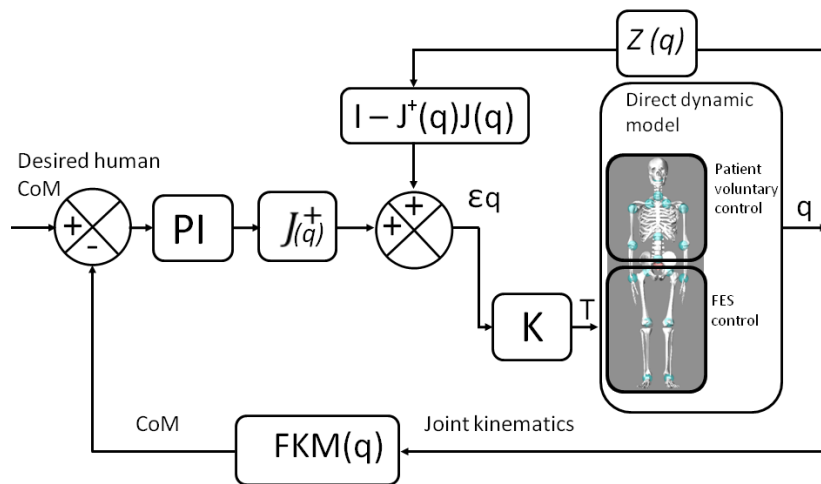 Z (q)
I – J⁺(q)J(q)
Direct dynamic
model
Desired human
CoM
Patient
voluntary
control
+
-
PI
J(q)⁺
+
+
εq
q
K
T
FES
control
CoM
FKM(q)
Joint kinematics